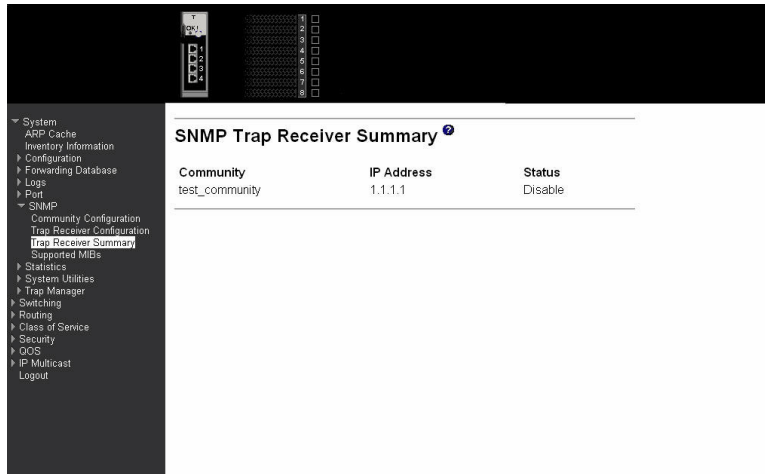 T
OK!
1
2
3
4
1
2
3
4
5
6
7
8
System
ARP Cache
Inventory Information
Configuration
Forwarding Database
Logs
Port
SNMP
Community Configuration
Trap Receiver Configuration
Trap Receiver Summary
Supported MIBs
Statistics
System Utilities
Trap Manager
Switching
Routing
Class of Service
Security
QOS
IP Multicast
Logout
SNMP Trap Receiver Summary ?
Community IP Address Status
test_community 1.1.1.1 Disable